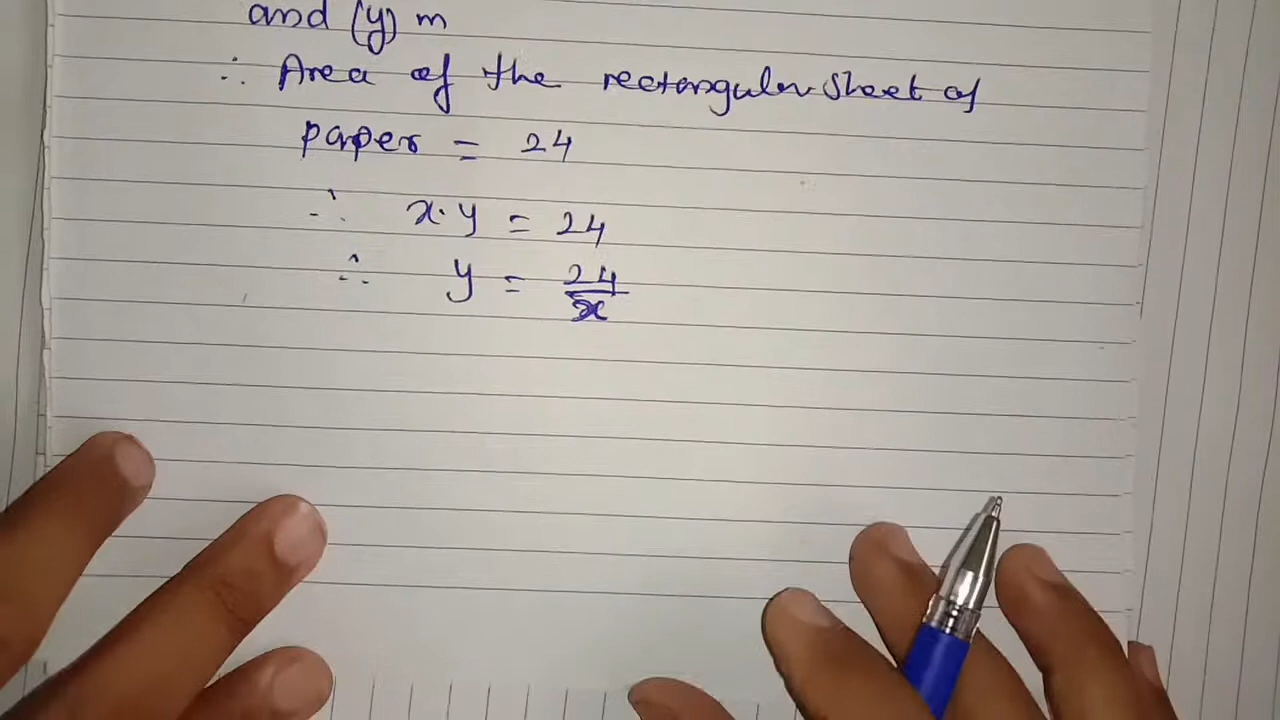 and (y) m
∴ Area of the rectangular sheet of
paper = 24
∴ x.y = 24
∴ y = 24/x